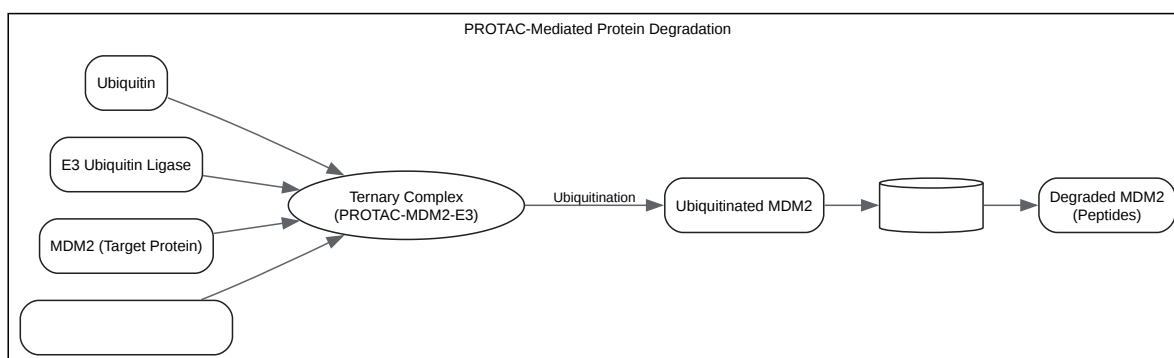 PROTAC-Mediated Protein Degradation
Ubiquitin
E3 Ubiquitin Ligase
MDM2 (Target Protein)
Ternary Complex
(PROTAC-MDM2-E3)
Ubiquitination
Ubiquitinated MDM2
Degraded MDM2
(Peptides)